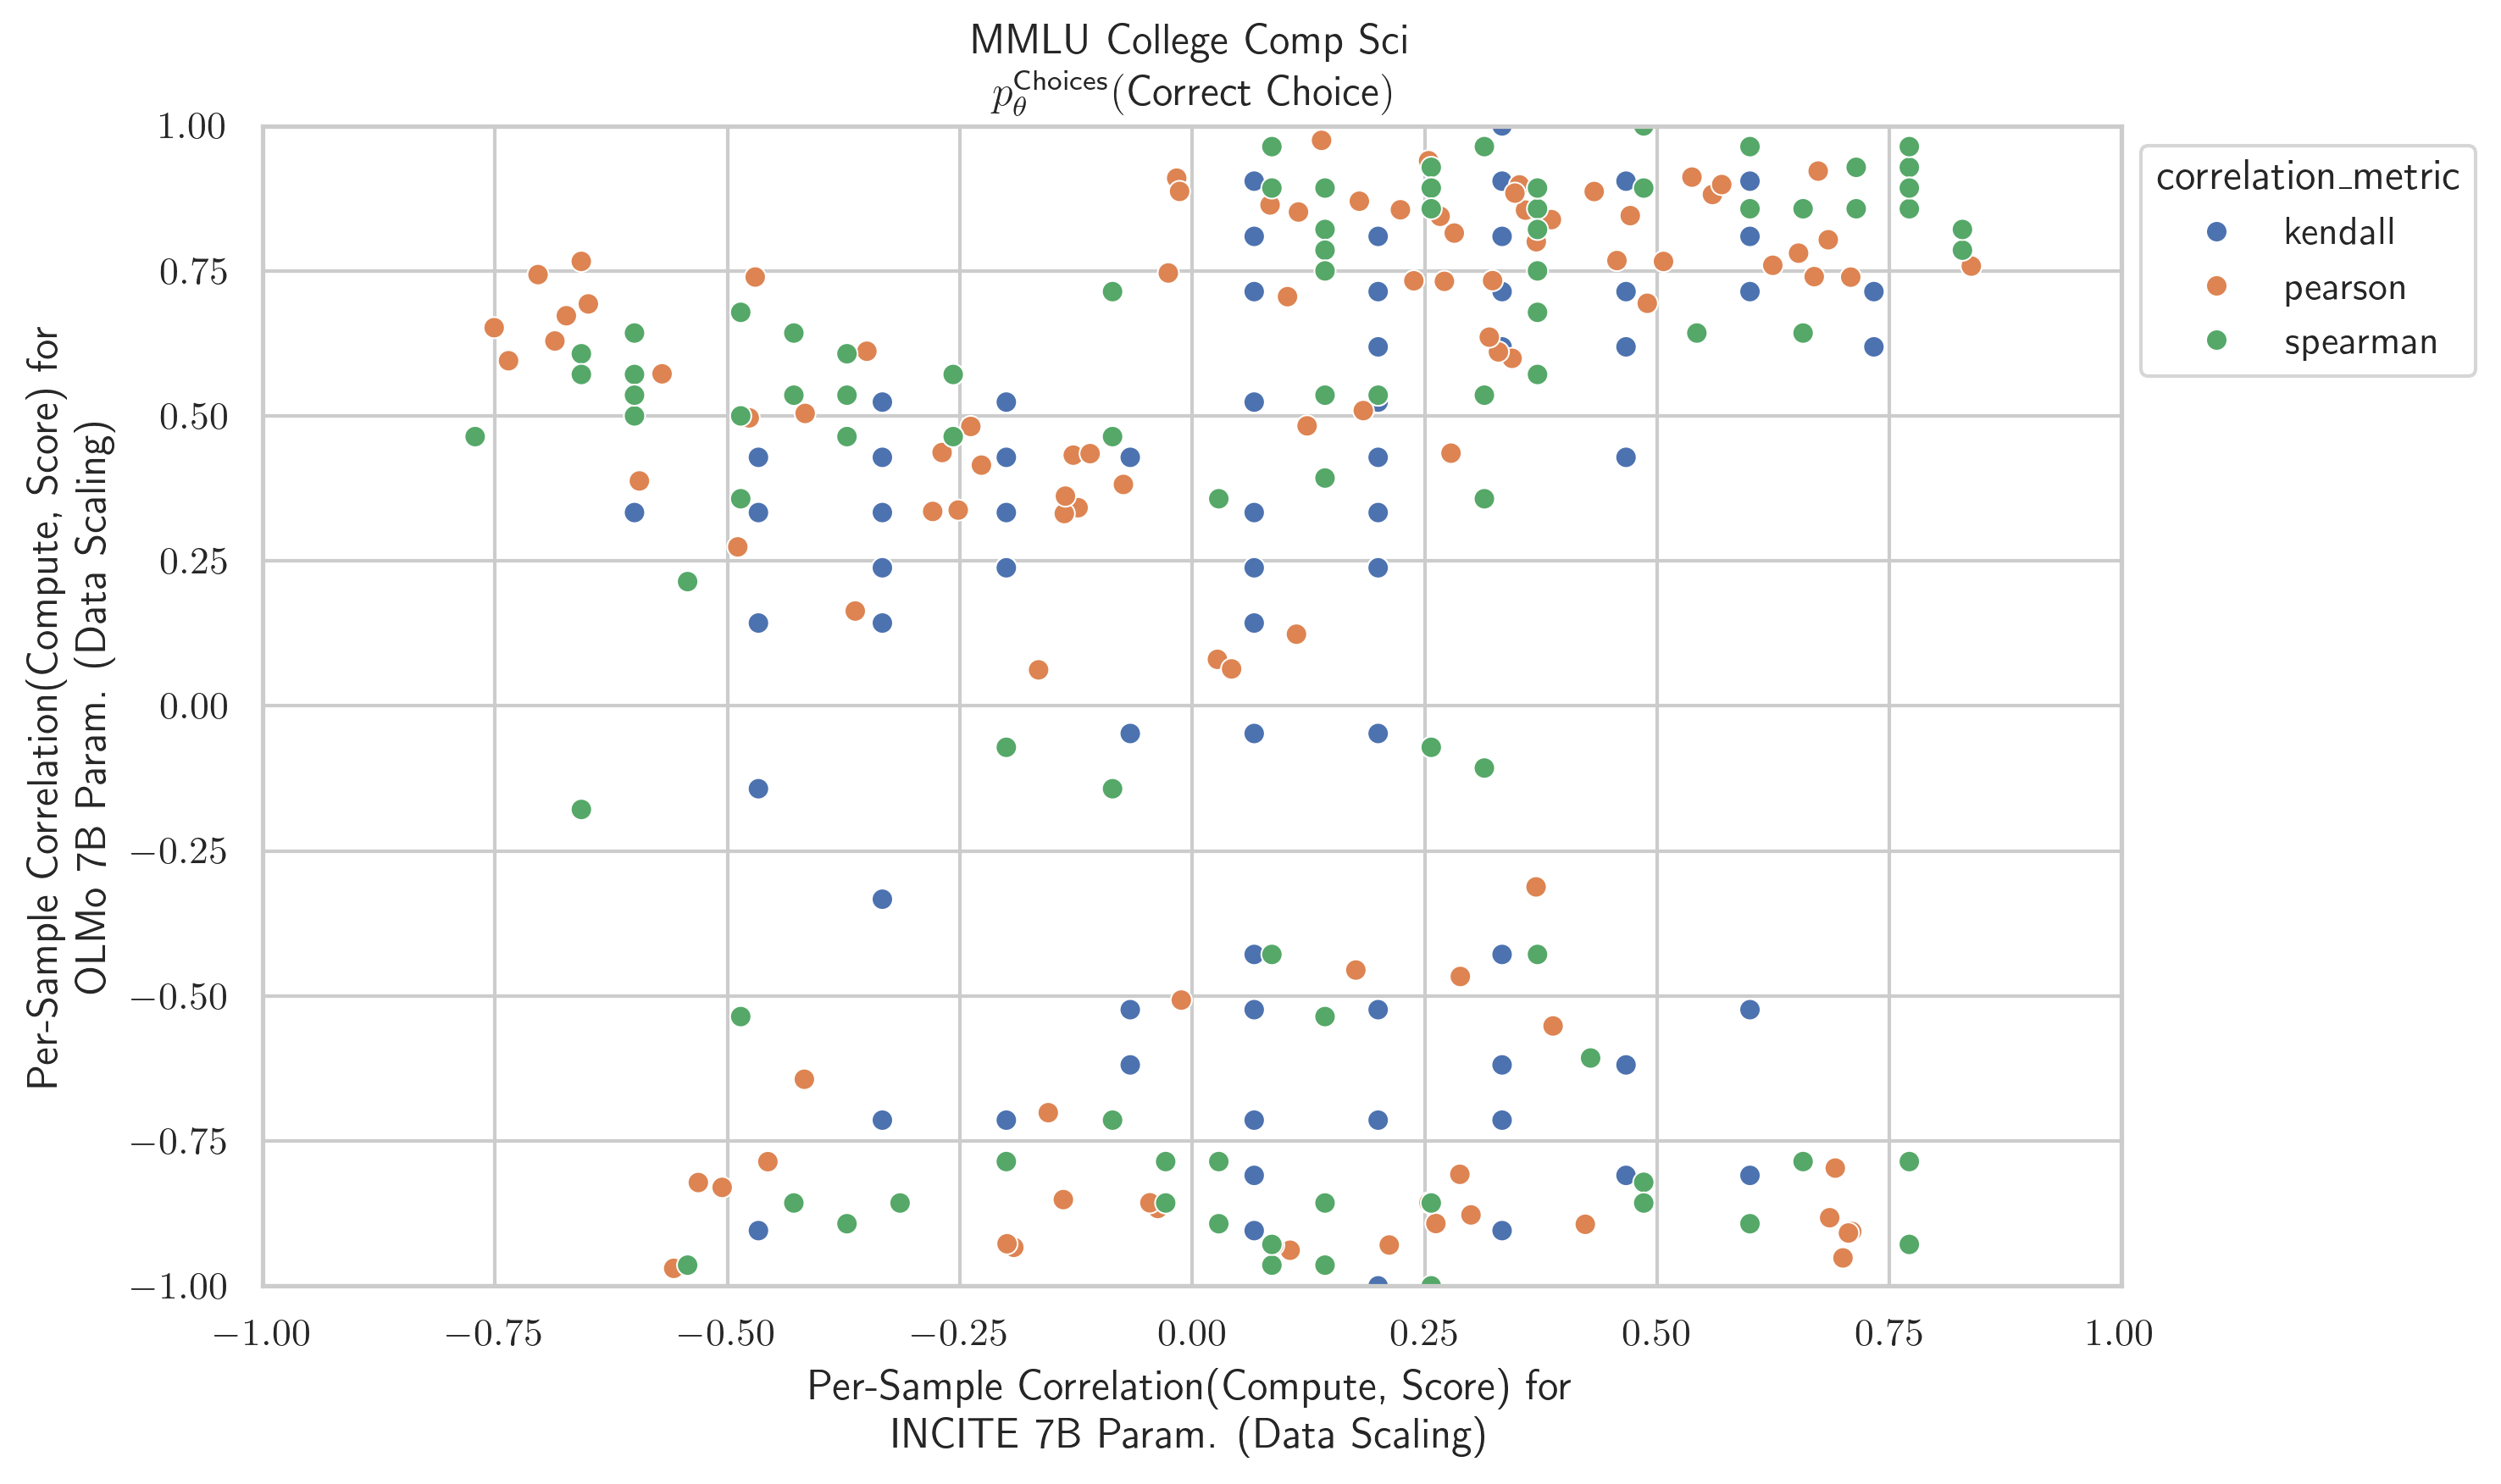 MMLU College Comp Sci
p_θ^Choices(Correct Choice)
Per-Sample Correlation(Compute, Score) for
OLMo 7B Param. (Data Scaling)
1.00
0.75
0.50
0.25
0.00
−0.25
−0.50
−0.75
−1.00
correlation_metric
kendall
pearson
spearman
−1.00 −0.75 −0.50 −0.25 0.00 0.25 0.50 0.75 1.00
Per-Sample Correlation(Compute, Score) for
INCITE 7B Param. (Data Scaling)